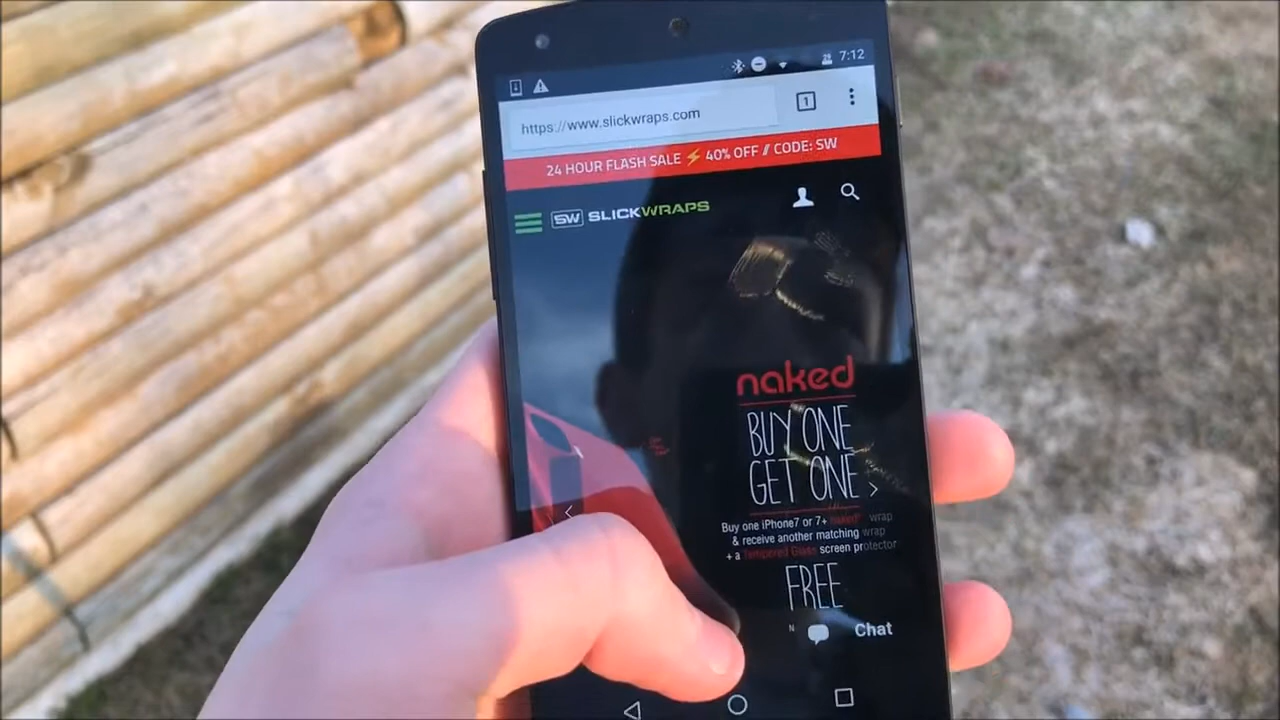 7:12
https://www.slickwraps.com
1
24 HOUR FLASH SALE ⚡ 40% OFF // CODE: SW
SW SLICKWRAPS
naked
BUY ONE
GET ONE >
Buy one iPhone7 or 7+ naked wrap
& receive another matching wrap
+ a Tempered Glass screen protector
FREE
N
Chat